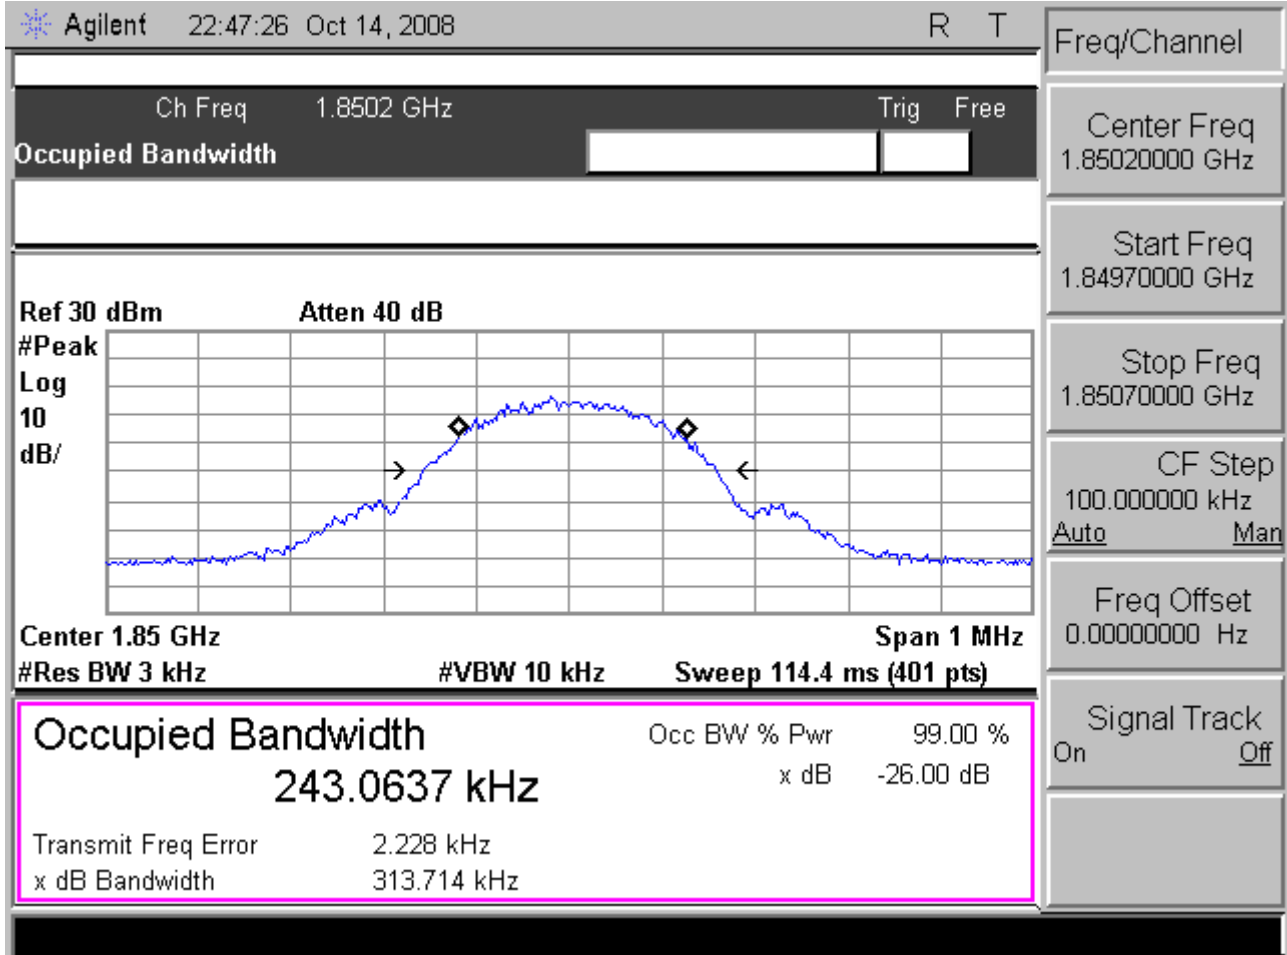 Agilent 22:47:26 Oct 14, 2008 R T
Freq/Channel
Ch Freq 1.8502 GHz Trig Free
Occupied Bandwidth
Center Freq
1.85020000 GHz
Start Freq
1.84970000 GHz
Stop Freq
1.85070000 GHz
CF Step
100.000000 kHz
Auto Man
Freq Offset
0.00000000 Hz
Signal Track
On Off
Ref 30 dBm Atten 40 dB
#Peak
Log
10
dB/
Center 1.85 GHz Span 1 MHz
#Res BW 3 kHz #VBW 10 kHz Sweep 114.4 ms (401 pts)
Occupied Bandwidth Occ BW % Pwr 99.00 %
243.0637 kHz x dB -26.00 dB
Transmit Freq Error 2.228 kHz
x dB Bandwidth 313.714 kHz